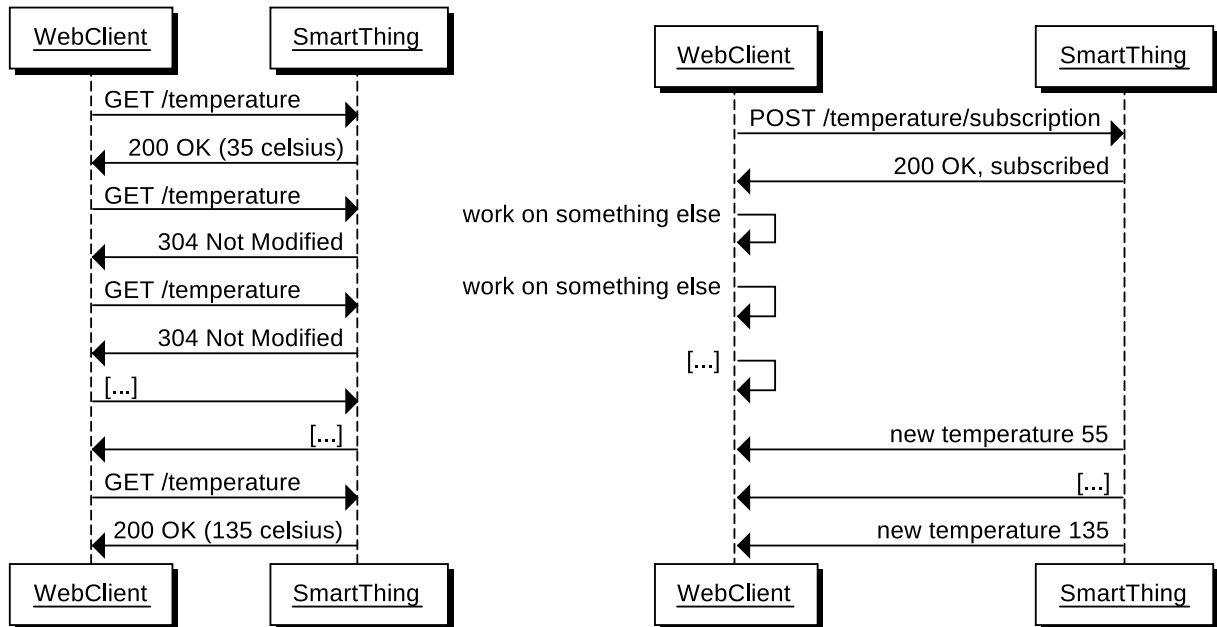 WebClient
SmartThing
GET /temperature
200 OK (35 celsius)
GET /temperature
304 Not Modified
GET /temperature
304 Not Modified
[...]
[...]
GET /temperature
200 OK (135 celsius)
WebClient
SmartThing
WebClient
SmartThing
POST /temperature/subscription
200 OK, subscribed
work on something else
work on something else
[...]
new temperature 55
[...]
new temperature 135
WebClient
SmartThing